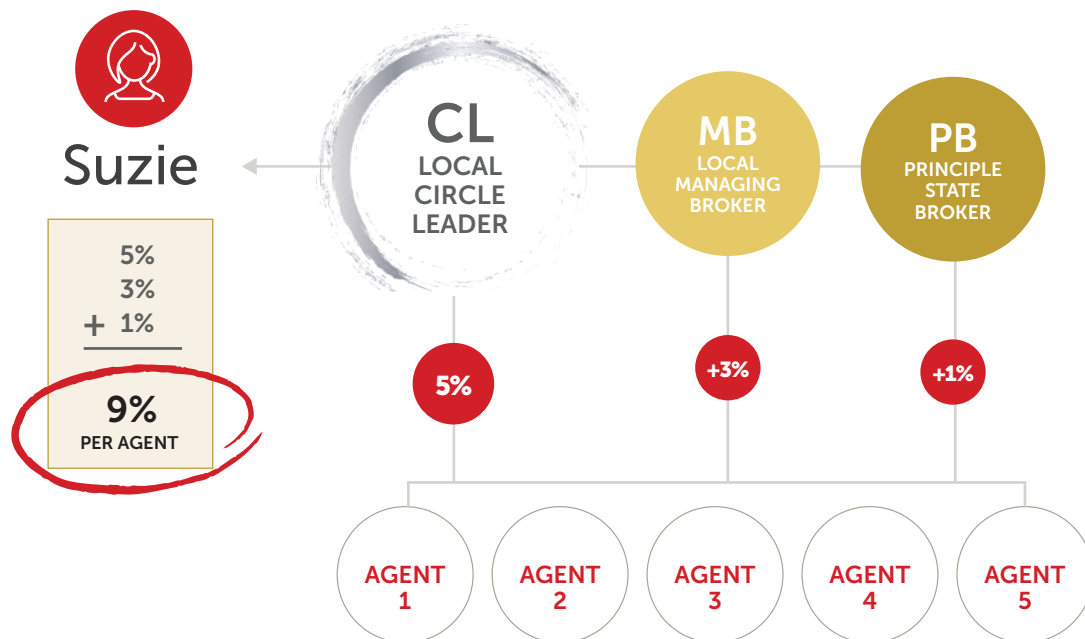 Suzie
5%
3%
+ 1%
9%
PER AGENT
CL
LOCAL
CIRCLE
LEADER
MB
LOCAL
MANAGING
BROKER
PB
PRINCIPLE
STATE
BROKER
5%
+3%
+1%
AGENT
1
AGENT
2
AGENT
3
AGENT
4
AGENT
5